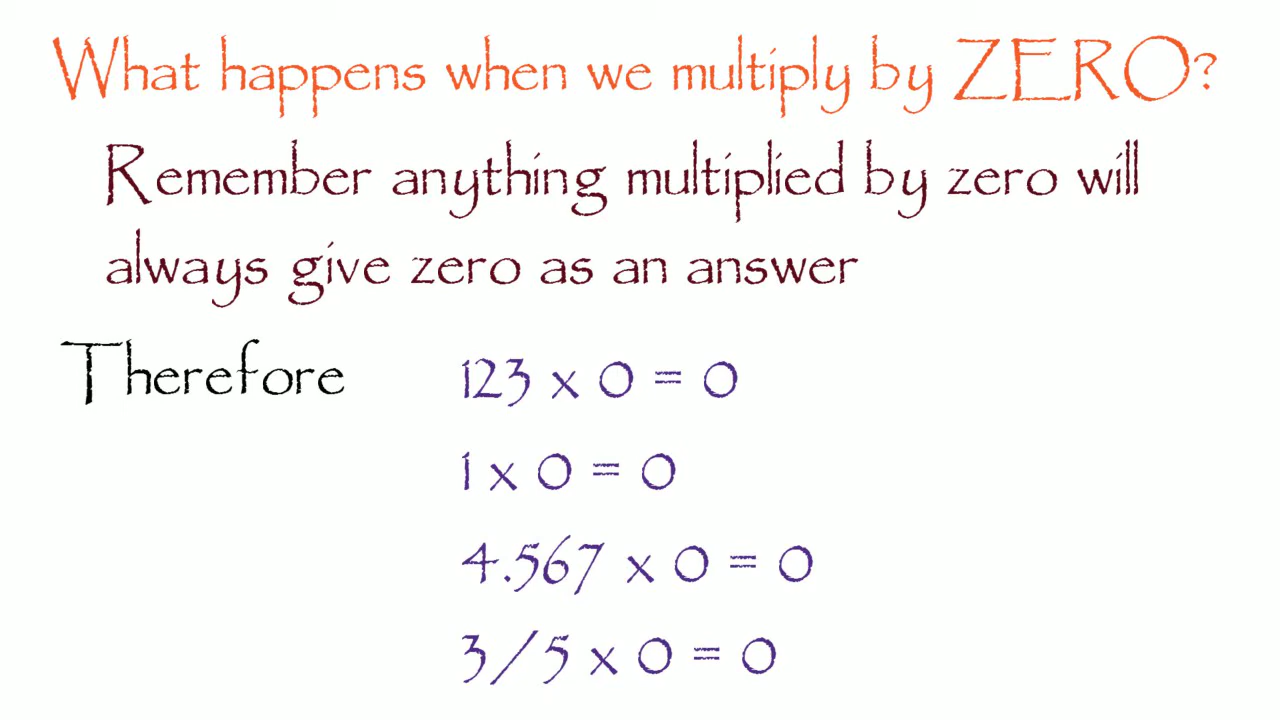 What happens when we multiply by ZERO?
Remember anything multiplied by zero will
always give zero as an answer
Therefore 123 x 0 = 0
1 x 0 = 0
4.567 x 0 = 0
3/5 x 0 = 0